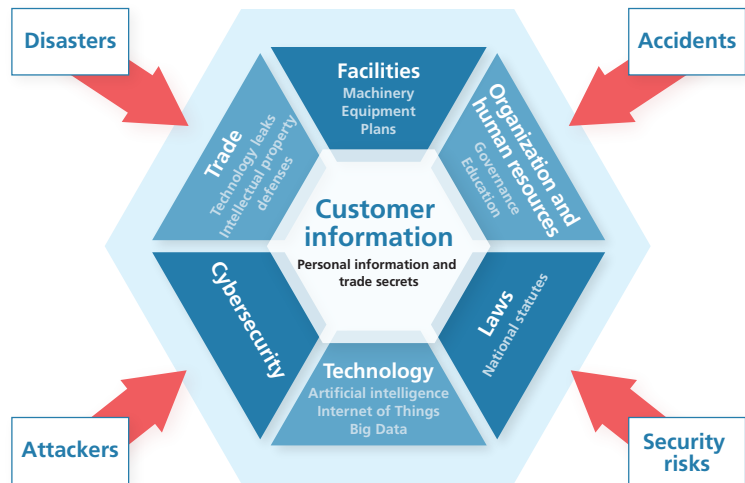 Disasters
Accidents
Facilities
Machinery
Equipment
Plans
Trade
Technology leaks
Intellectual property
defenses
Organization and
human resources
Governance
Education
Customer
information
Personal information and
trade secrets
Cybersecurity
Laws
National statutes
Technology
Artificial intelligence
Internet of Things
Big Data
Attackers
Security
risks